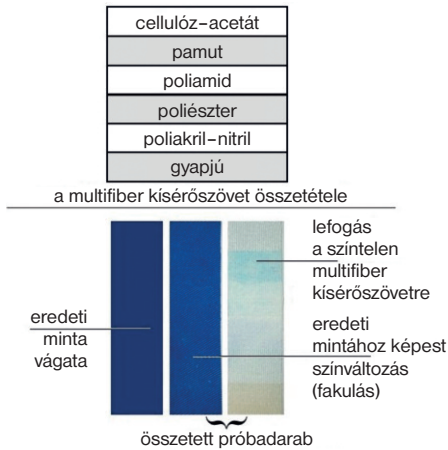 cellulóz–acetát
pamut
poliamid
poliészter
poliakril–nitril
gyapjú
a multifiber kísérőszövet összetétele
lefogás
a színtelen
multifiber
kísérőszövetre
eredeti
minta
vágata
eredeti
mintához képest
színváltozás
(fakulás)
összetett próbadarab